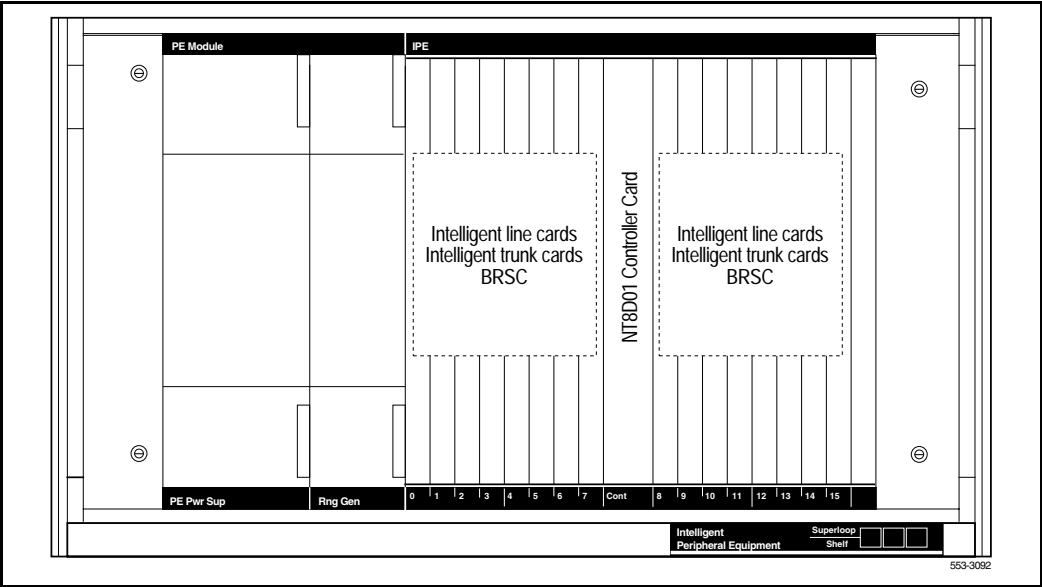 PE Module
IPE
Intelligent line cards
Intelligent trunk cards
BRSC
NT8D01 Controller Card
Intelligent line cards
Intelligent trunk cards
BRSC
PE Pwr Sup
Rng Gen
0 1 2 3 4 5 6 7 Cont 8 9 10 11 12 13 14 15
Intelligent
Peripheral Equipment
Superloop
Shelf
553-3092